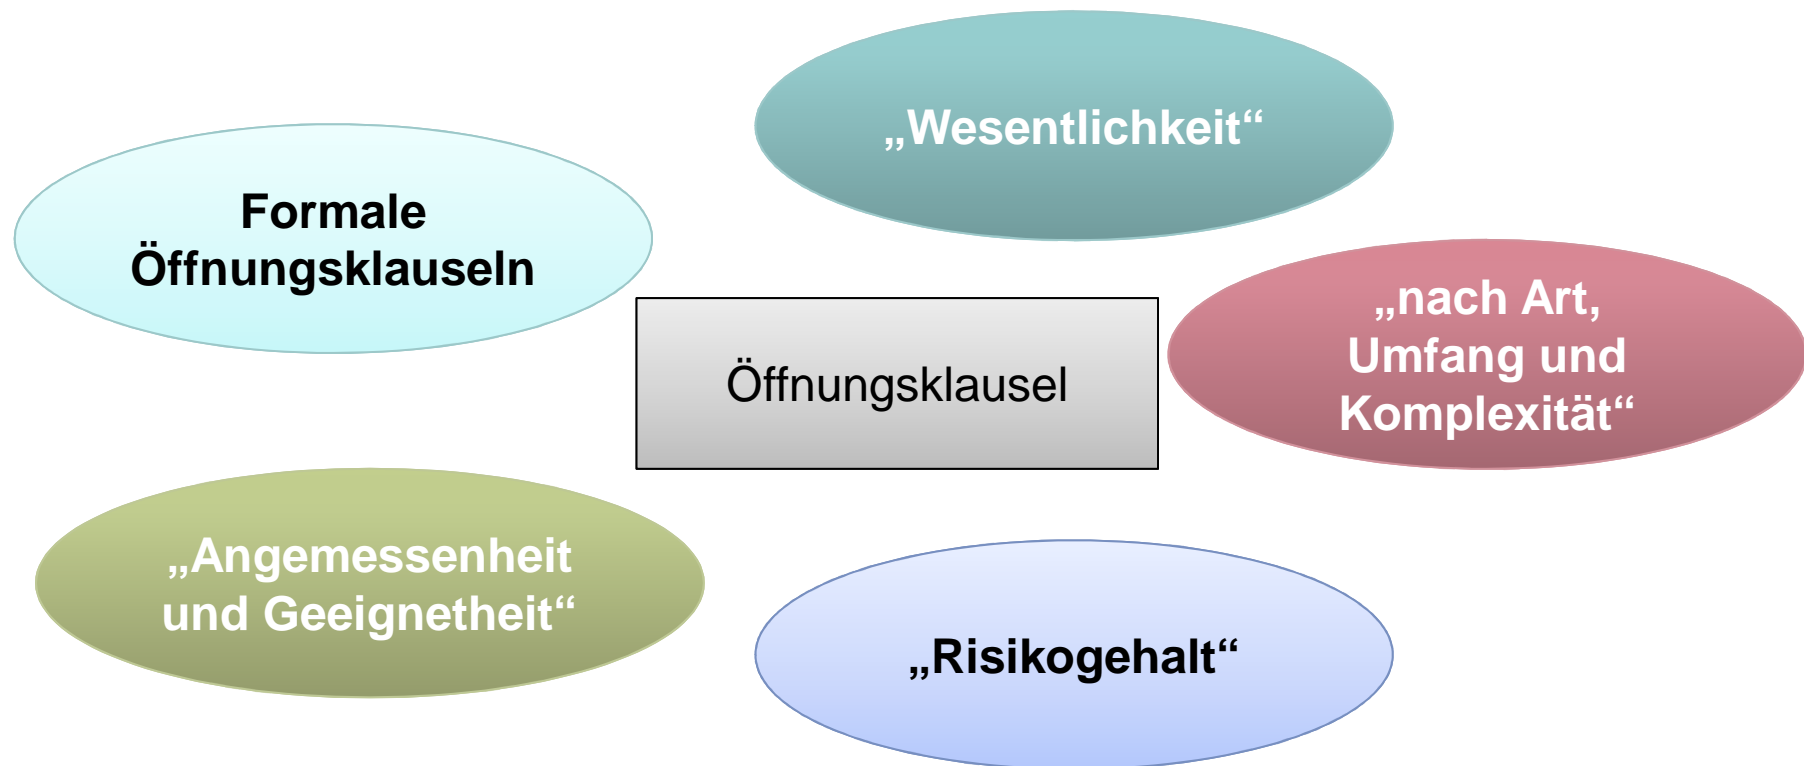 „Wesentlichkeit“
Formale
Öffnungsklauseln
„nach Art,
Umfang und
Komplexität“
Öffnungsklausel
„Angemessenheit
und Geeignetheit“
„Risikogehalt“